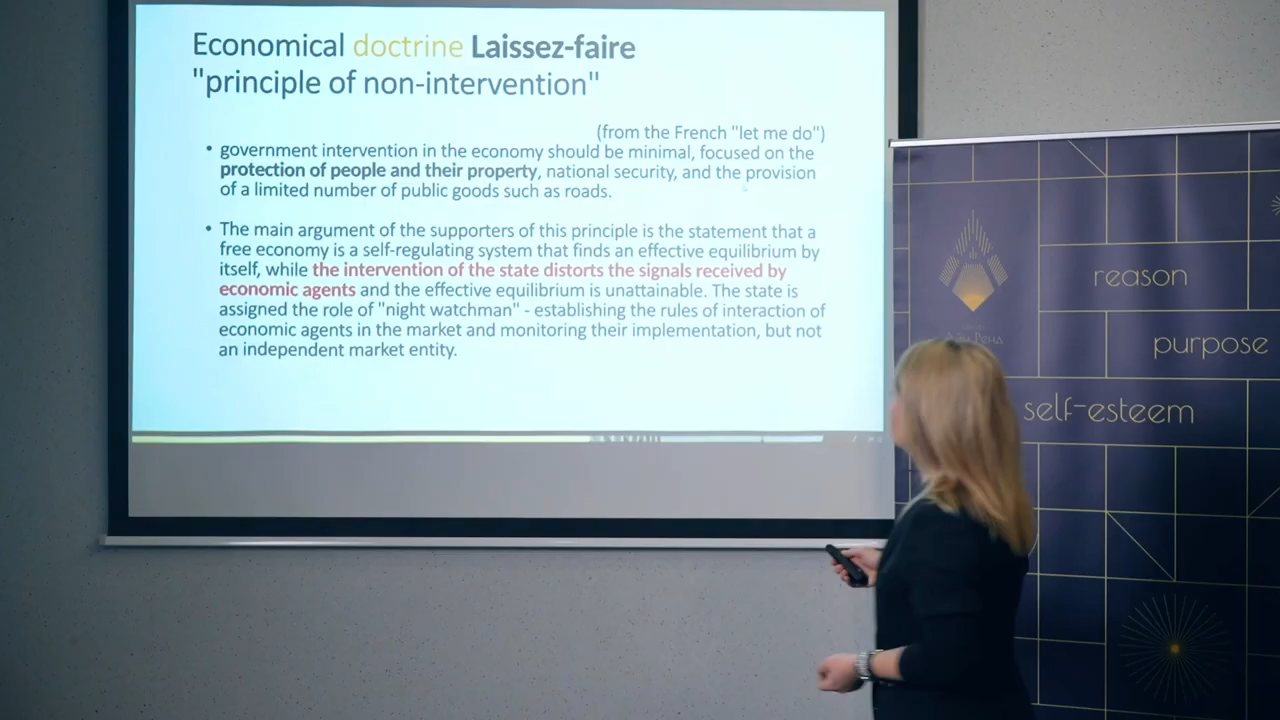 Economical doctrine Laissez-faire
"principle of non-intervention"
(from the French "let me do")
• government intervention in the economy should be minimal, focused on the
protection of people and their property, national security, and the provision
of a limited number of public goods such as roads.
• The main argument of the supporters of this principle is the statement that a
free economy is a self-regulating system that finds an effective equilibrium by
itself, while the intervention of the state distorts the signals received by
economic agents and the effective equilibrium is unattainable. The state is
assigned the role of "night watchman" - establishing the rules of interaction of
economic agents in the market and monitoring their implementation, but not
an independent market entity.
reason
Айн Рэнд
purpose
self-esteem